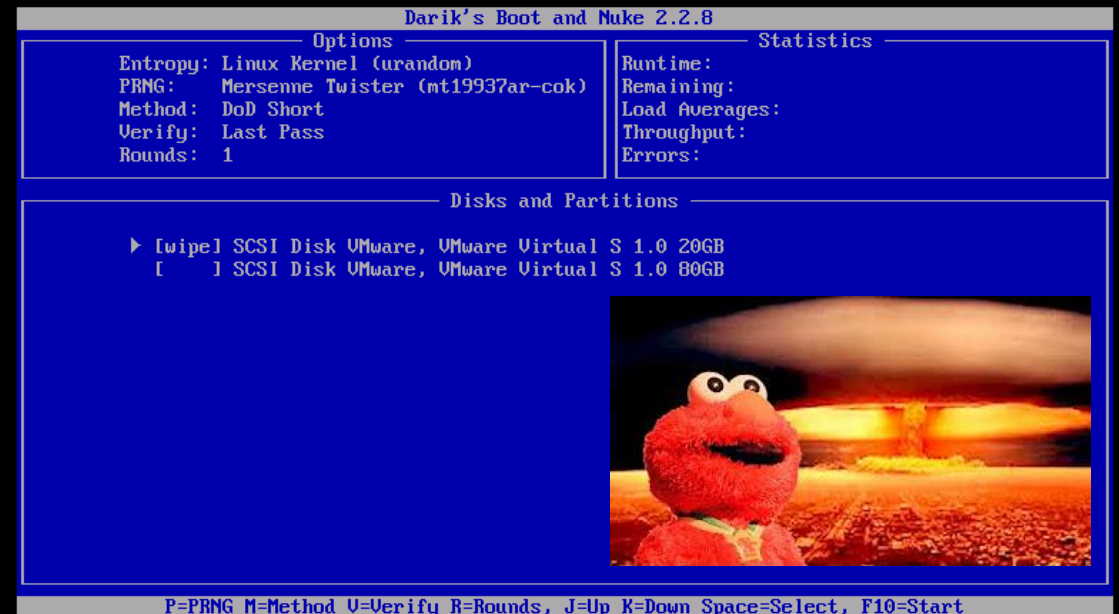 Darik's Boot and Nuke 2.2.8
Options
Entropy: Linux Kernel (urandom)
PRNG: Mersenne Twister (mt19937ar-cok)
Method: DoD Short
Verify: Last Pass
Rounds: 1
Statistics
Runtime:
Remaining:
Load Averages:
Throughput:
Errors:
Disks and Partitions
▶ [wipe] SCSI Disk VMware, VMware Virtual S 1.0 20GB
[    ] SCSI Disk VMware, VMware Virtual S 1.0 80GB
P=PRNG M=Method V=Verify R=Rounds, J=Up K=Down Space=Select, F10=Start